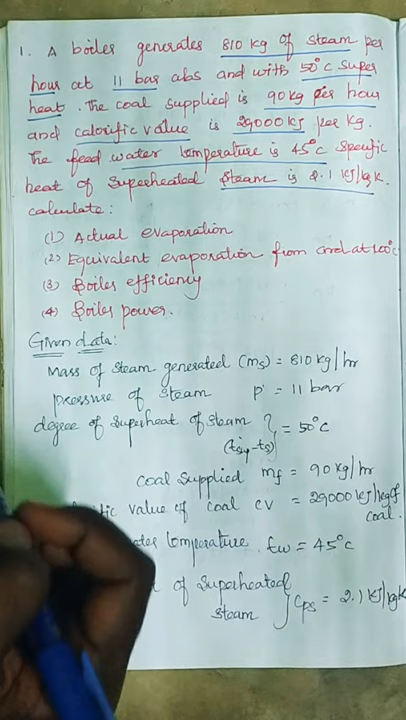 1. A boiler generates 810 kg of steam per
hour at 11 bar abs and with 50°c super
heat. The coal supplied is 90 kg per hour
and calorific value is 29000 kJ per kg.
The feed water temperature is 45°c specific
heat of superheated steam is 2.1 kJ/kg.k.
calculate:
(1) Actual evaporation
(2) Equivalent evaporation from and at 100°c
(3) Boiler efficiency
(4) Boiler power.
Given data:
Mass of steam generated (ms) = 810 kg/hr
pressure of steam p = 11 bar
degree of superheat of steam } = 50°c
(tsup-ts)
coal supplied mf = 90 kg/hr
value of coal cv = 29000 kJ/kg of
coal.
temperature. tw = 45°c
of superheated
steam } Cps = 2.1 kJ/kgk